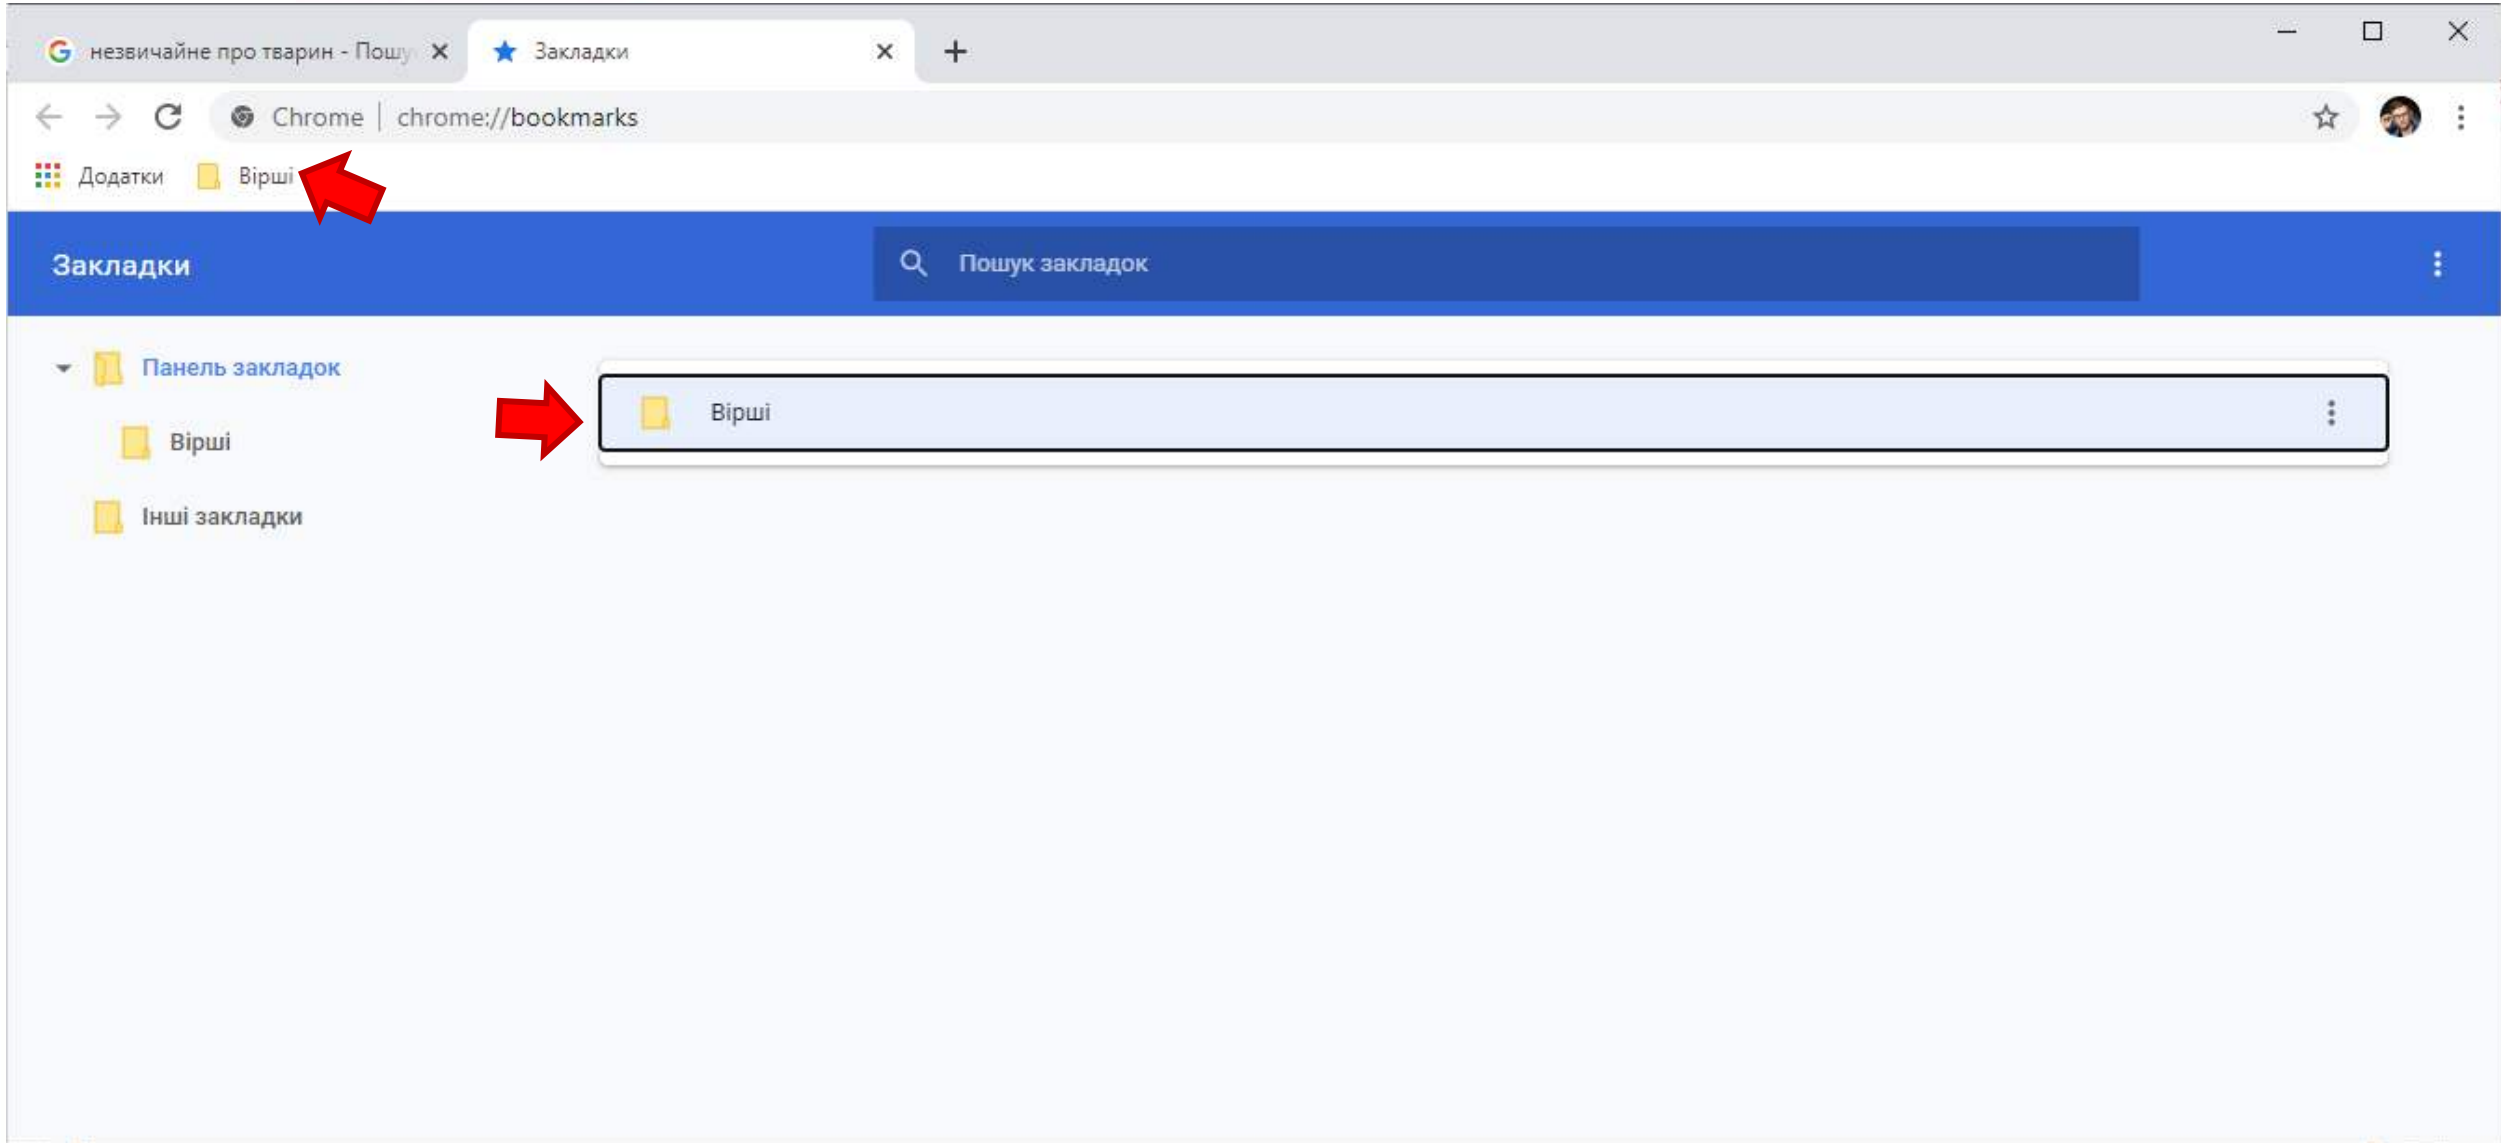 незвичайне про тварин - Пошу
Закладки
Chrome | chrome://bookmarks
Додатки
Вірші
Закладки
Пошук закладок
Панель закладок
Вірші
Вірші
Інші закладки